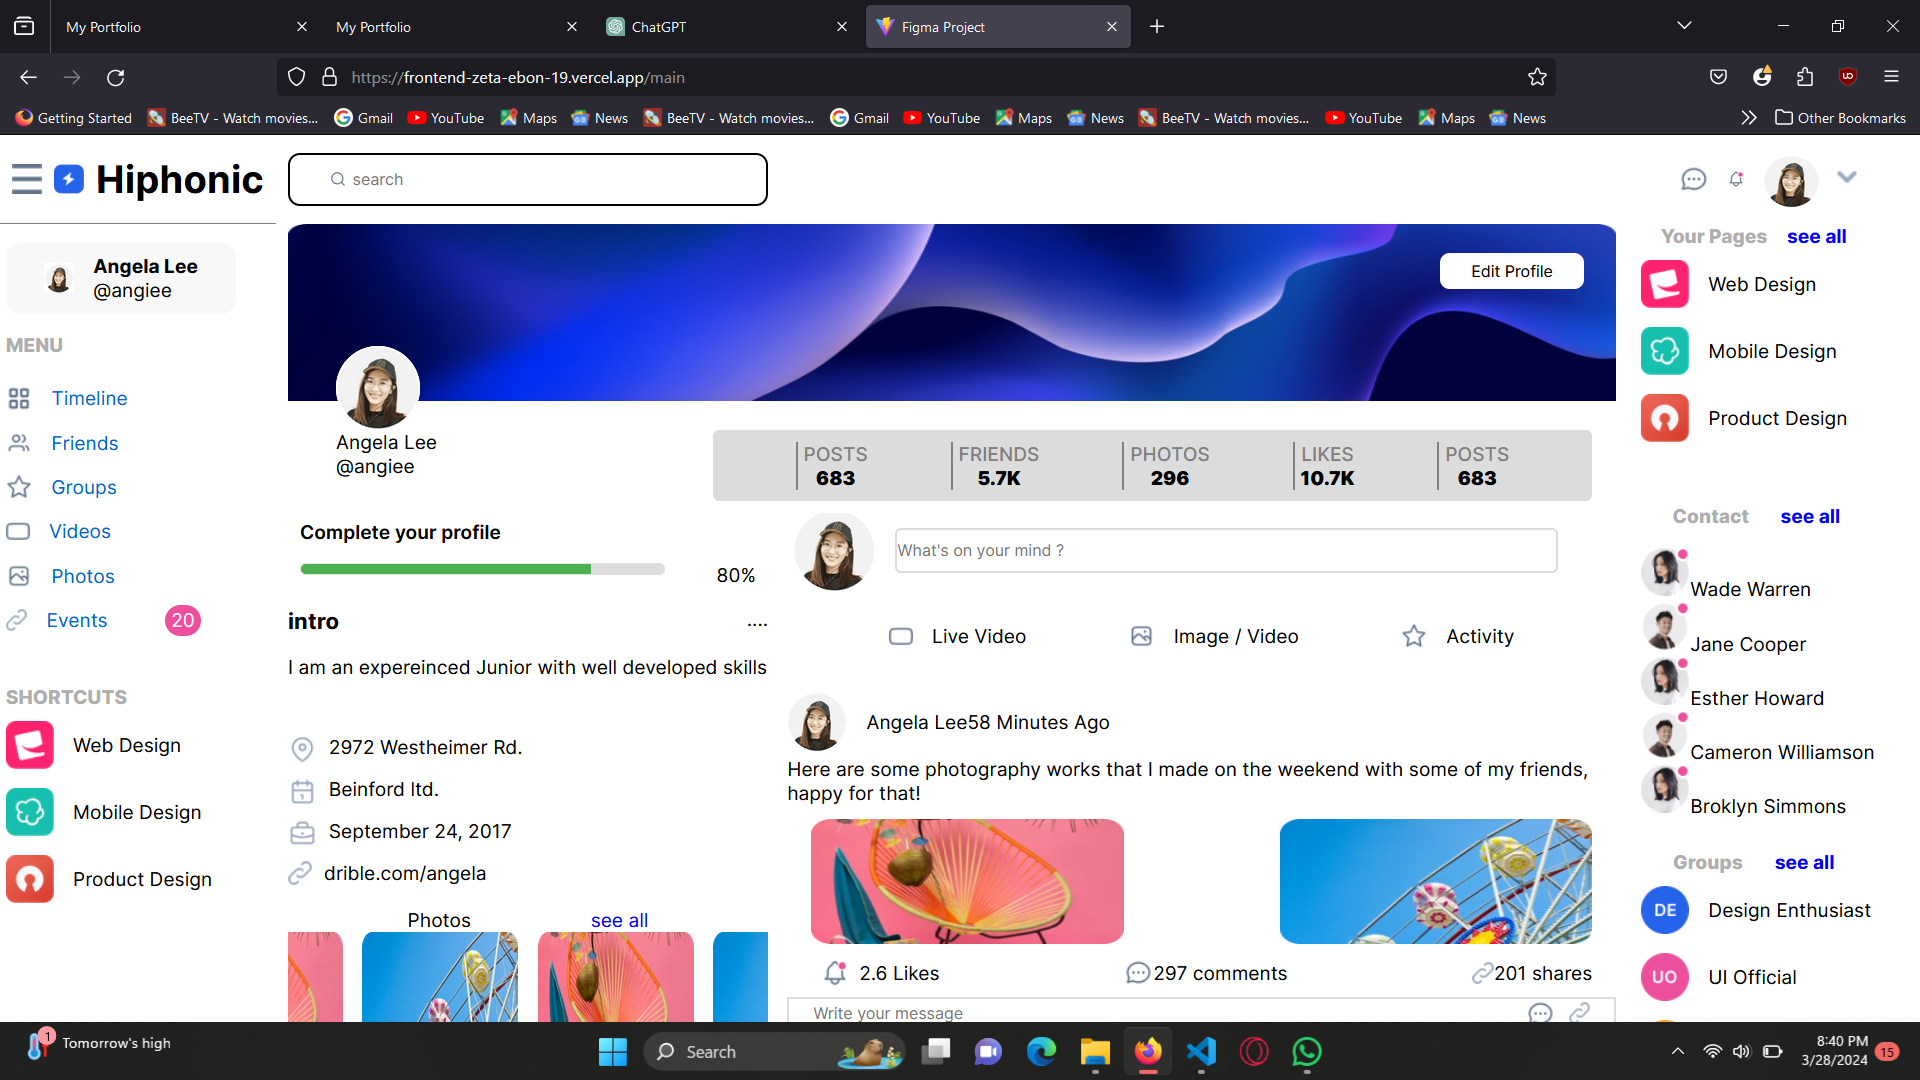 My Portfolio
My Portfolio
ChatGPT
Figma Project
https://frontend-zeta-ebon-19.vercel.app/main
Getting Started
BeeTV - Watch movies...
Gmail
YouTube
Maps
News
BeeTV - Watch movies...
Gmail
YouTube
Maps
News
BeeTV - Watch movies...
YouTube
Maps
News
Other Bookmarks
Hiphonic
search
Angela Lee
@angiee
MENU
Timeline
Friends
Groups
Videos
Photos
Events
20
SHORTCUTS
Web Design
Mobile Design
Product Design
Edit Profile
Angela Lee
@angiee
POSTS
683
FRIENDS
5.7K
PHOTOS
296
LIKES
10.7K
POSTS
683
Complete your profile
80%
intro
....
I am an expereinced Junior with well developed skills
2972 Westheimer Rd.
Beinford ltd.
September 24, 2017
drible.com/angela
Photos
see all
What's on your mind ?
Live Video
Image / Video
Activity
Angela Lee58 Minutes Ago
Here are some photography works that I made on the weekend with some of my friends,
happy for that!
2.6 Likes
297 comments
201 shares
Write your message
Your Pages
see all
Web Design
Mobile Design
Product Design
Contact
see all
Wade Warren
Jane Cooper
Esther Howard
Cameron Williamson
Broklyn Simmons
Groups
see all
DE
Design Enthusiast
UO
UI Official
1
Tomorrow's high
Search
8:40 PM
3/28/2024
15